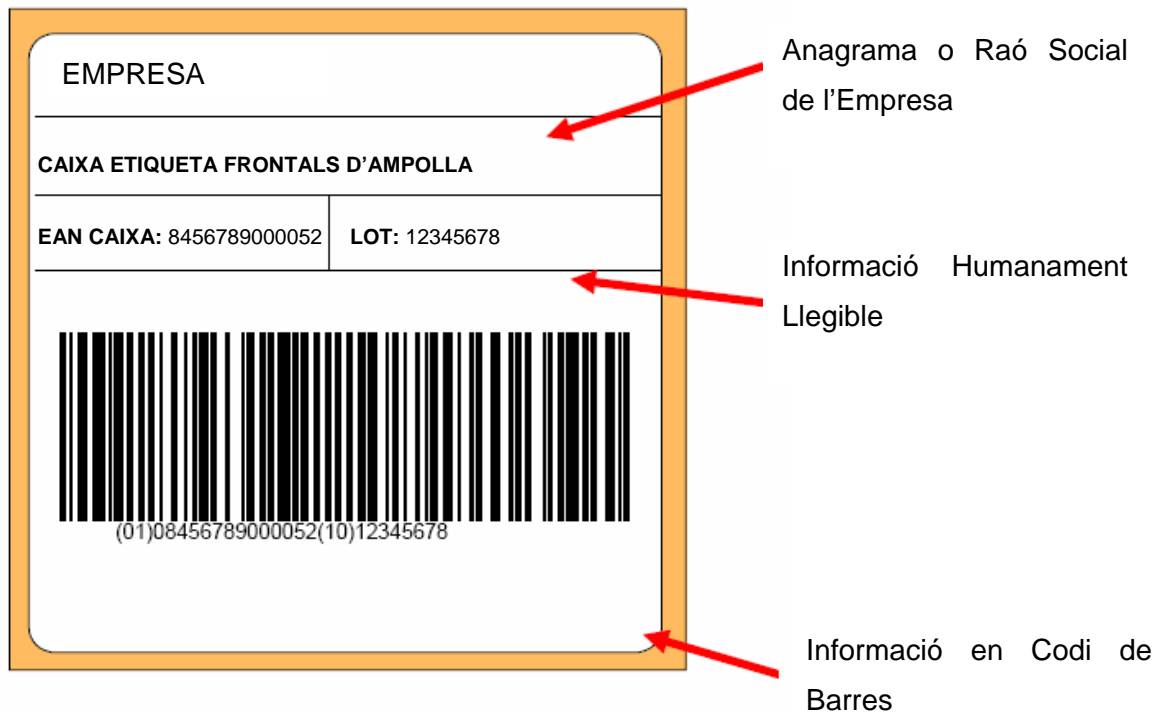 EMPRESA
Anagrama o Raó Social
de l’Empresa
CAIXA ETIQUETA FRONTALS D’AMPOLLA
EAN CAIXA: 8456789000052 LOT: 12345678
Informació Humanament
Llegible
(01)08456789000052(10)12345678
Informació en Codi de
Barres